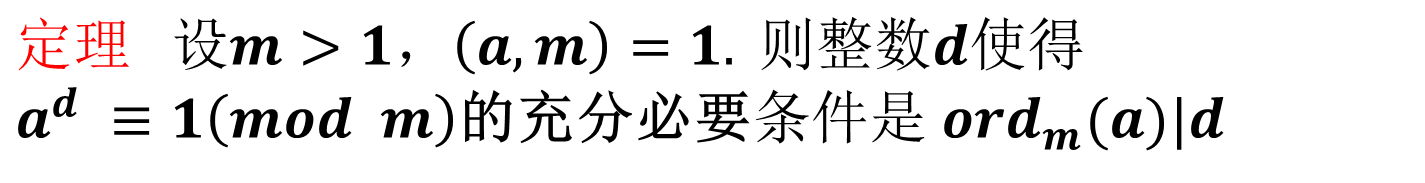 定理 设m > 1，(a, m) = 1. 则整数d使得
a^d ≡ 1(mod m)的充分必要条件是 ord_m(a)|d